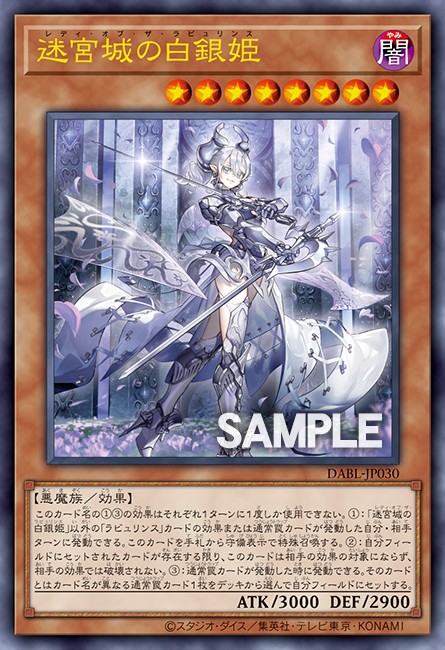 レディ・オブ・ザ・ラビュリンス
迷宮城の白銀姫
やみ
闇
SAMPLE
DABL-JP030
【悪魔族／効果】
このカード名の①③の効果はそれぞれ1ターンに1度しか使用できない。①：「迷宮城の
白銀姫」以外の「ラビュリンス」カードの効果または通常罠カードが発動した自分・相手
ターンに発動できる。このカードを手札から守備表示で特殊召喚する。②：自分フィー
ルドにセットされたカードが存在する限り、このカードは相手の効果の対象にならず、
相手の効果では破壊されない。③：通常罠カードが発動した時に発動できる。そのカード
とはカード名が異なる通常罠カード1枚をデッキから選んで自分フィールドにセットする。
ATK/3000 DEF/2900
©スタジオ・ダイス／集英社・テレビ東京・KONAMI